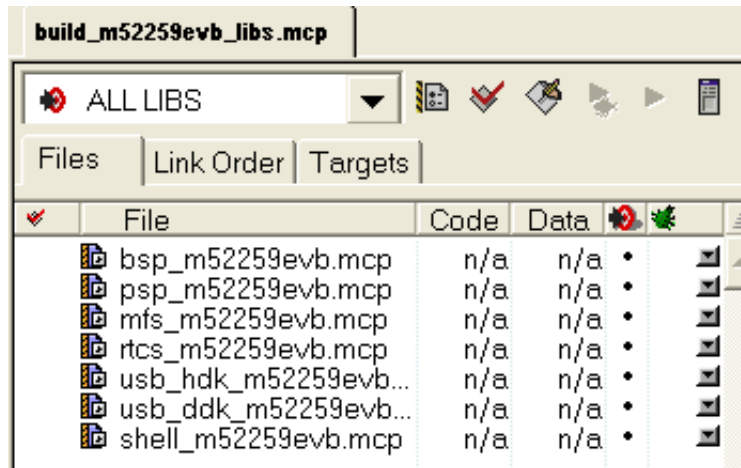 build_m52259evb_libs.mcp
ALL LIBS
Files Link Order Targets
File Code Data
bsp_m52259evb.mcp n/a n/a
psp_m52259evb.mcp n/a n/a
mfs_m52259evb.mcp n/a n/a
rtcs_m52259evb.mcp n/a n/a
usb_hdk_m52259evb... n/a n/a
usb_ddk_m52259evb... n/a n/a
shell_m52259evb.mcp n/a n/a